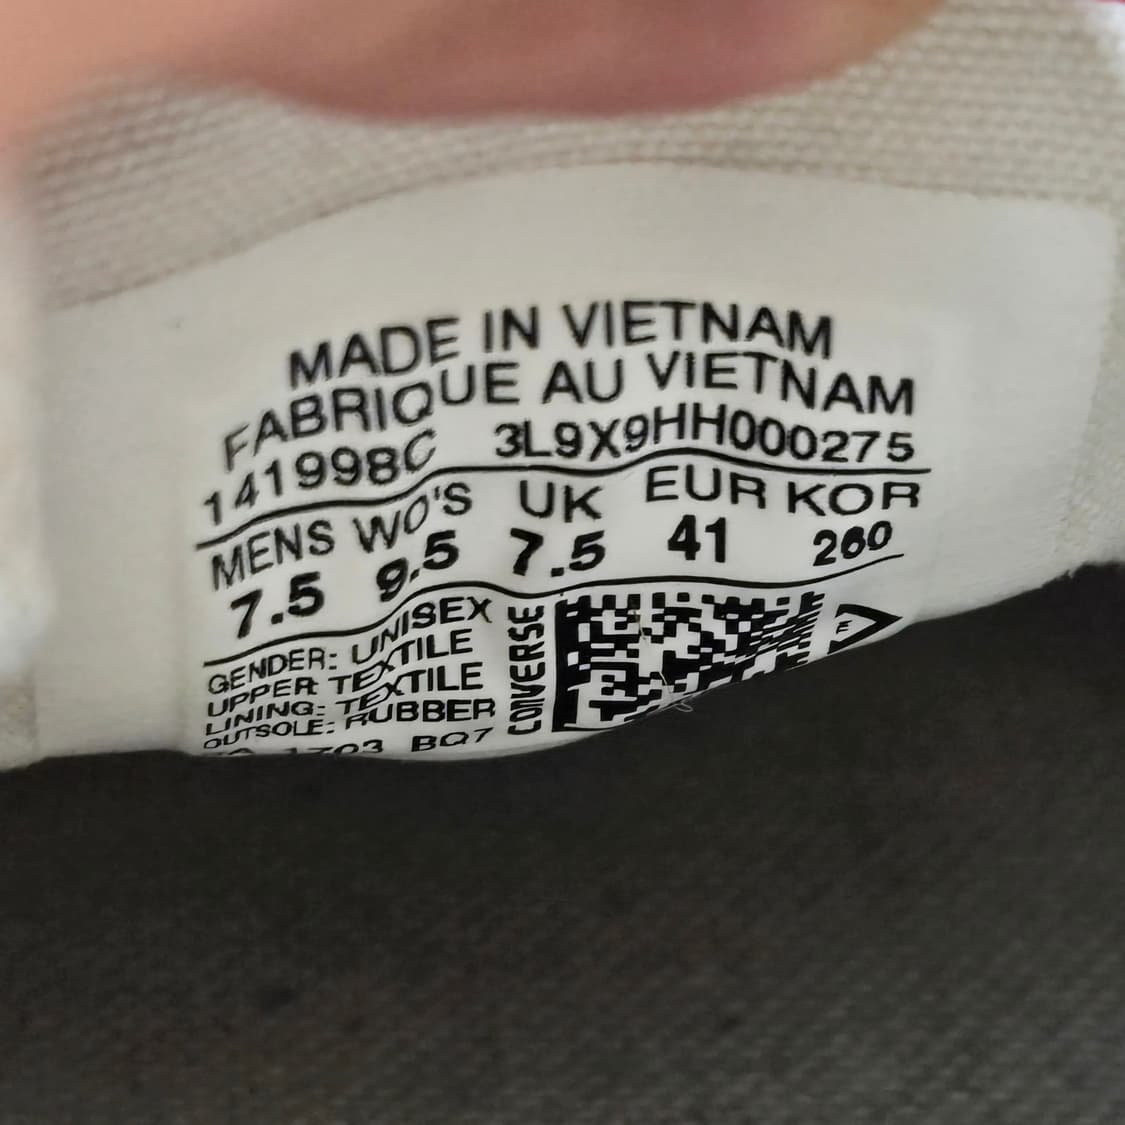 MADE IN VIETNAM
FABRIQUE AU VIETNAM
141998C 3L9X9HH000275
MENS WO'S UK EUR KOR
7.5 9.5 7.5 41 260
GENDER: UNISEX
UPPER: TEXTILE
LINING: TEXTILE
OUTSOLE: RUBBER
BQ7
CONVERSE